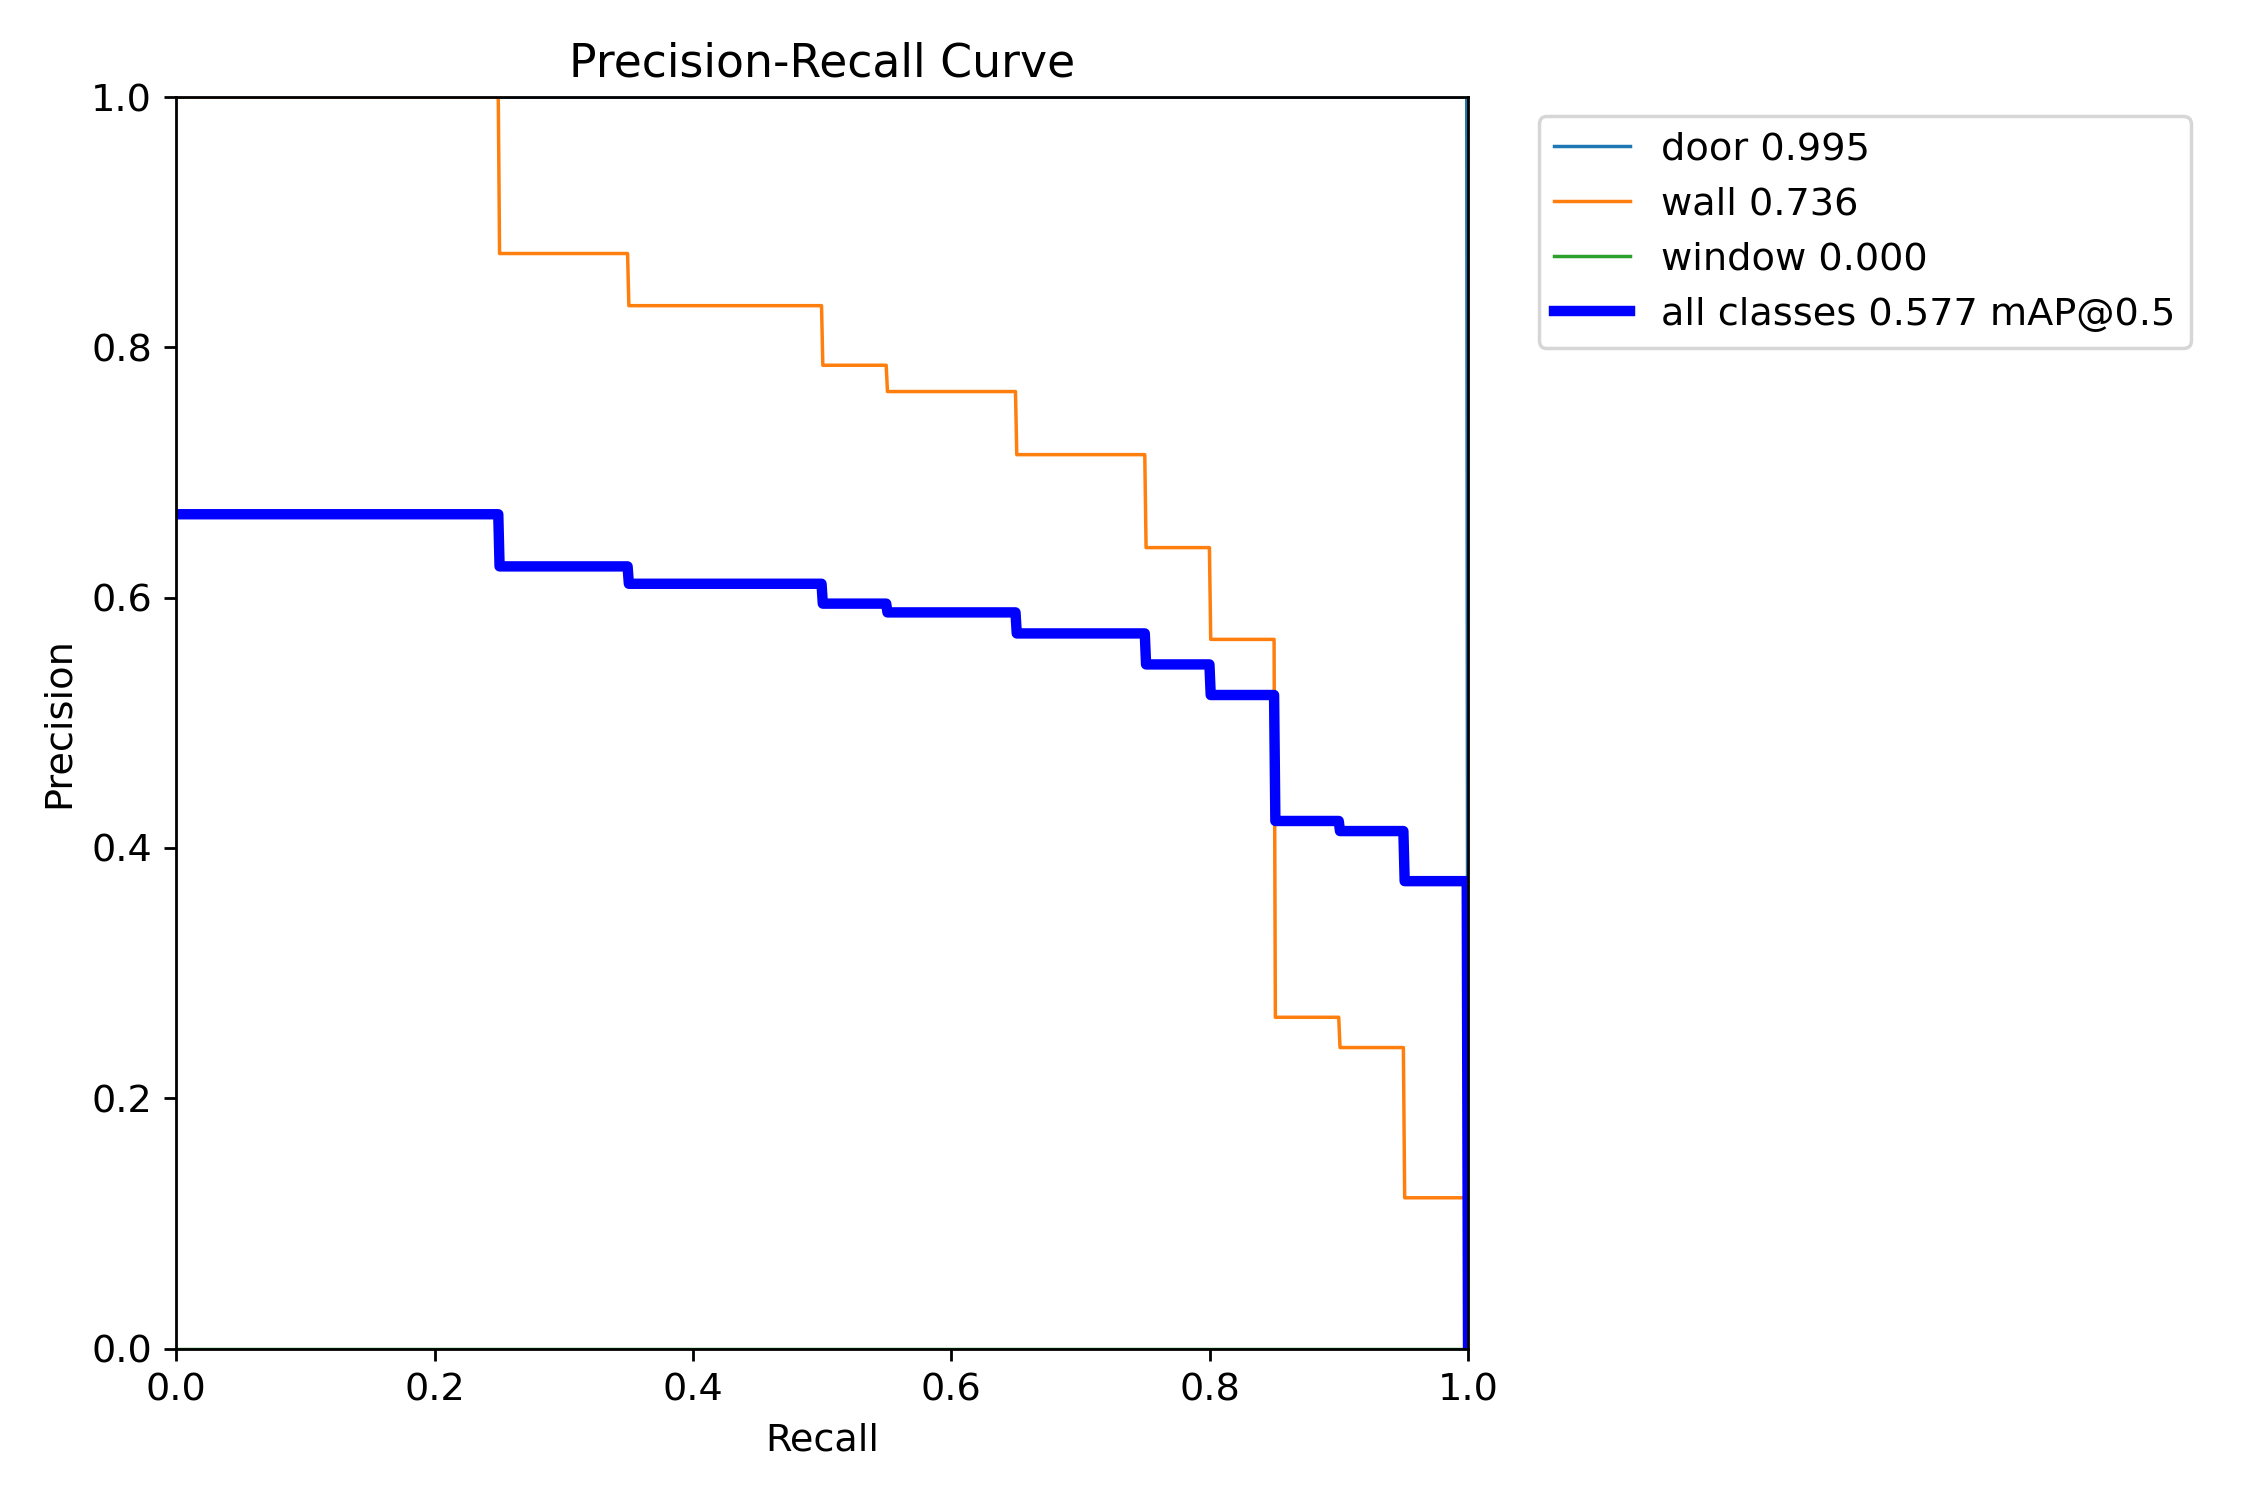 Precision-Recall Curve
1.0
0.8
0.6
0.4
0.2
0.0
Precision
0.0 0.2 0.4 0.6 0.8 1.0
Recall
door 0.995
wall 0.736
window 0.000
all classes 0.577 mAP@0.5